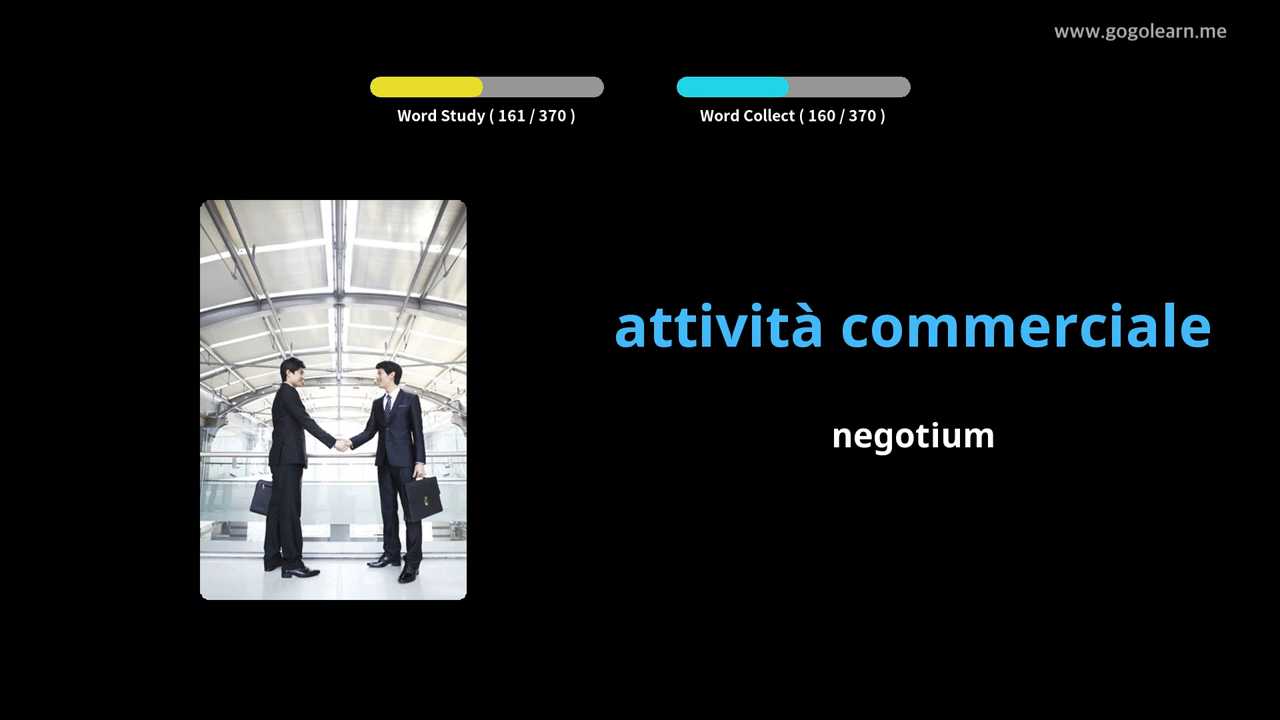 www.gogolearn.me
Word Study ( 161 / 370 )
Word Collect ( 160 / 370 )
attività commerciale
negotium